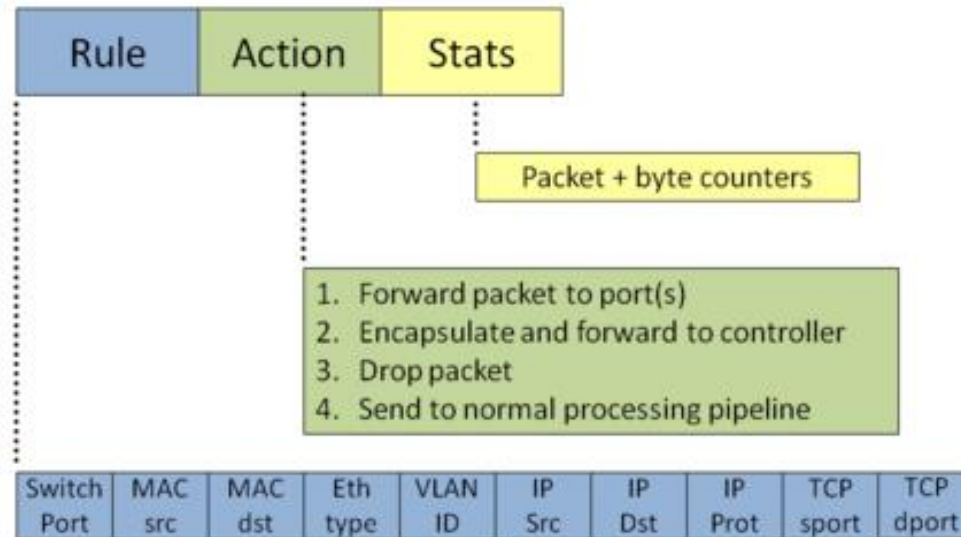 Rule Action Stats
Packet + byte counters
1. Forward packet to port(s)
2. Encapsulate and forward to controller
3. Drop packet
4. Send to normal processing pipeline
Switch Port
MAC src
MAC dst
Eth type
VLAN ID
IP Src
IP Dst
IP Prot
TCP sport
TCP dport